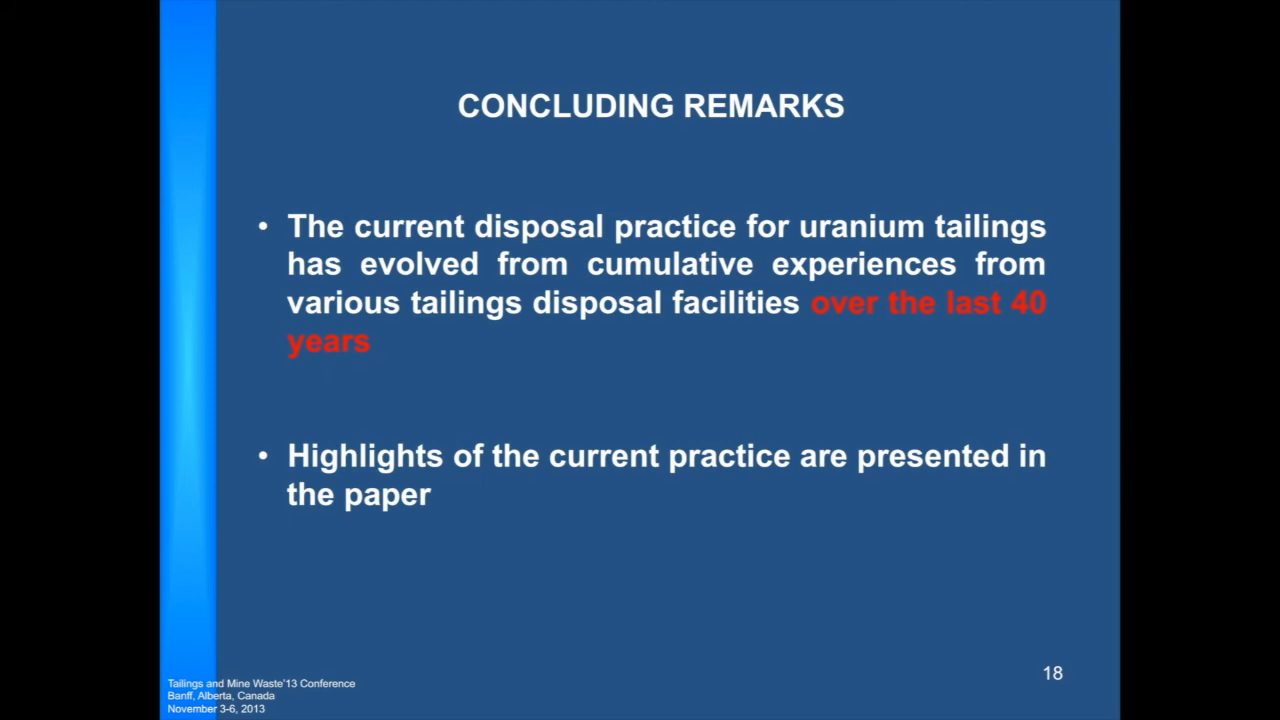 CONCLUDING REMARKS
• The current disposal practice for uranium tailings
has evolved from cumulative experiences from
various tailings disposal facilities over the last 40
years
• Highlights of the current practice are presented in
the paper
18
Tailings and Mine Waste'13 Conference
Banff, Alberta, Canada
November 3-6, 2013